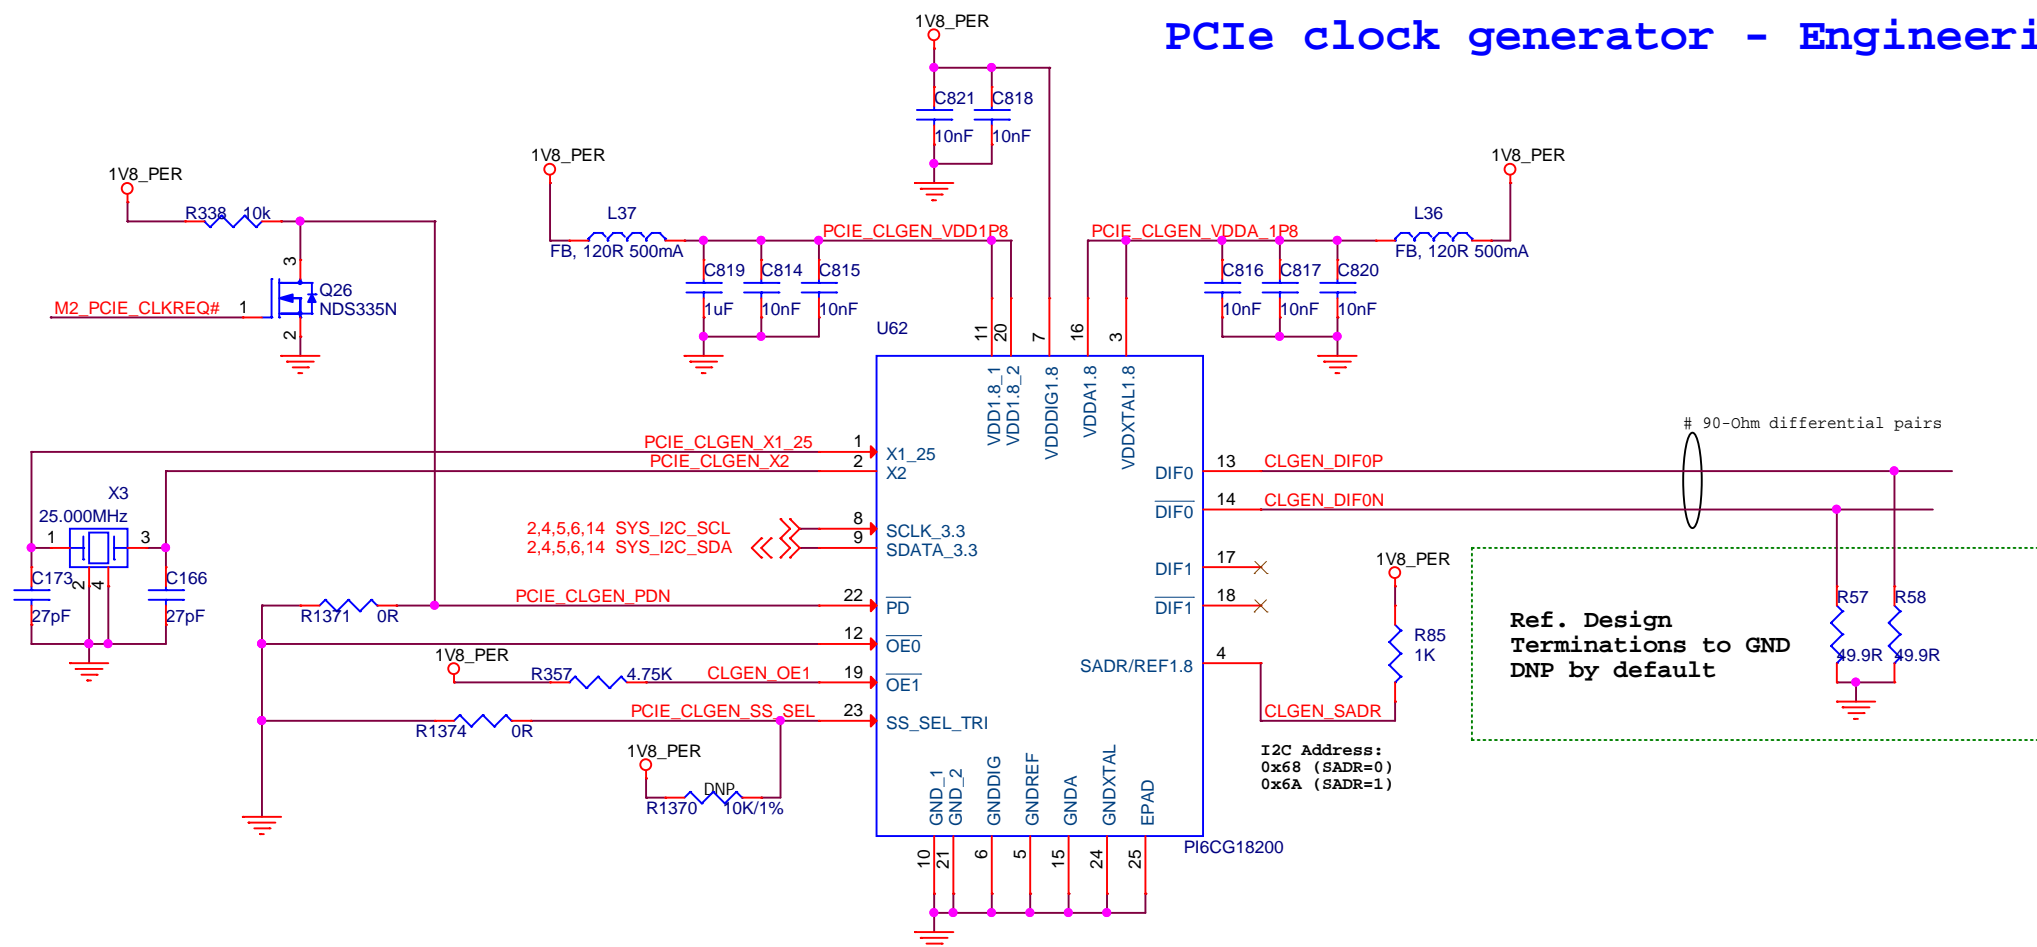 PCIe clock generator - Engineeri
1V8_PER
C821
C818
10nF
10nF
1V8_PER
1V8_PER
1V8_PER
R338
10k
L37
FB, 120R 500mA
PCIE_CLGEN_VDD1P8
PCIE_CLGEN_VDDA_1P8
L36
FB, 120R 500mA
3
Q26
NDS335N
M2_PCIE_CLKREQ#
1
2
C819
C814
C815
1uF
10nF
10nF
C816
C817
C820
10nF
10nF
10nF
U62
11
20
7
16
3
VDD1.8_1
VDD1.8_2
VDDDIG1.8
VDDA1.8
VDDXTAL1.8
# 90-Ohm differential pairs
PCIE_CLGEN_X1_25
1
X1_25
PCIE_CLGEN_X2
2
X2
DIF0
13
CLGEN_DIF0P
DIF0
14
CLGEN_DIF0N
X3
25.000MHz
1
3
2
4
C173
27pF
C166
27pF
2,4,5,6,14 SYS_I2C_SCL
8
SCLK_3.3
2,4,5,6,14 SYS_I2C_SDA
9
SDATA_3.3
DIF1
17
DIF1
18
1V8_PER
R85
1K
R1371
0R
PCIE_CLGEN_PDN
22
PD
12
OE0
1V8_PER
R357
4.75K
CLGEN_OE1
19
OE1
SADR/REF1.8
4
CLGEN_SADR
R1374
0R
PCIE_CLGEN_SS_SEL
23
SS_SEL_TRI
1V8_PER
DNP
R1370
10K/1%
Ref. Design
Terminations to GND
DNP by default
R57
R58
49.9R
49.9R
I2C Address:
0x68 (SADR=0)
0x6A (SADR=1)
GND_1
GND_2
GNDDIG
GNDREF
GNDA
GNDXTAL
EPAD
10
21
6
5
15
24
25
PI6CG18200